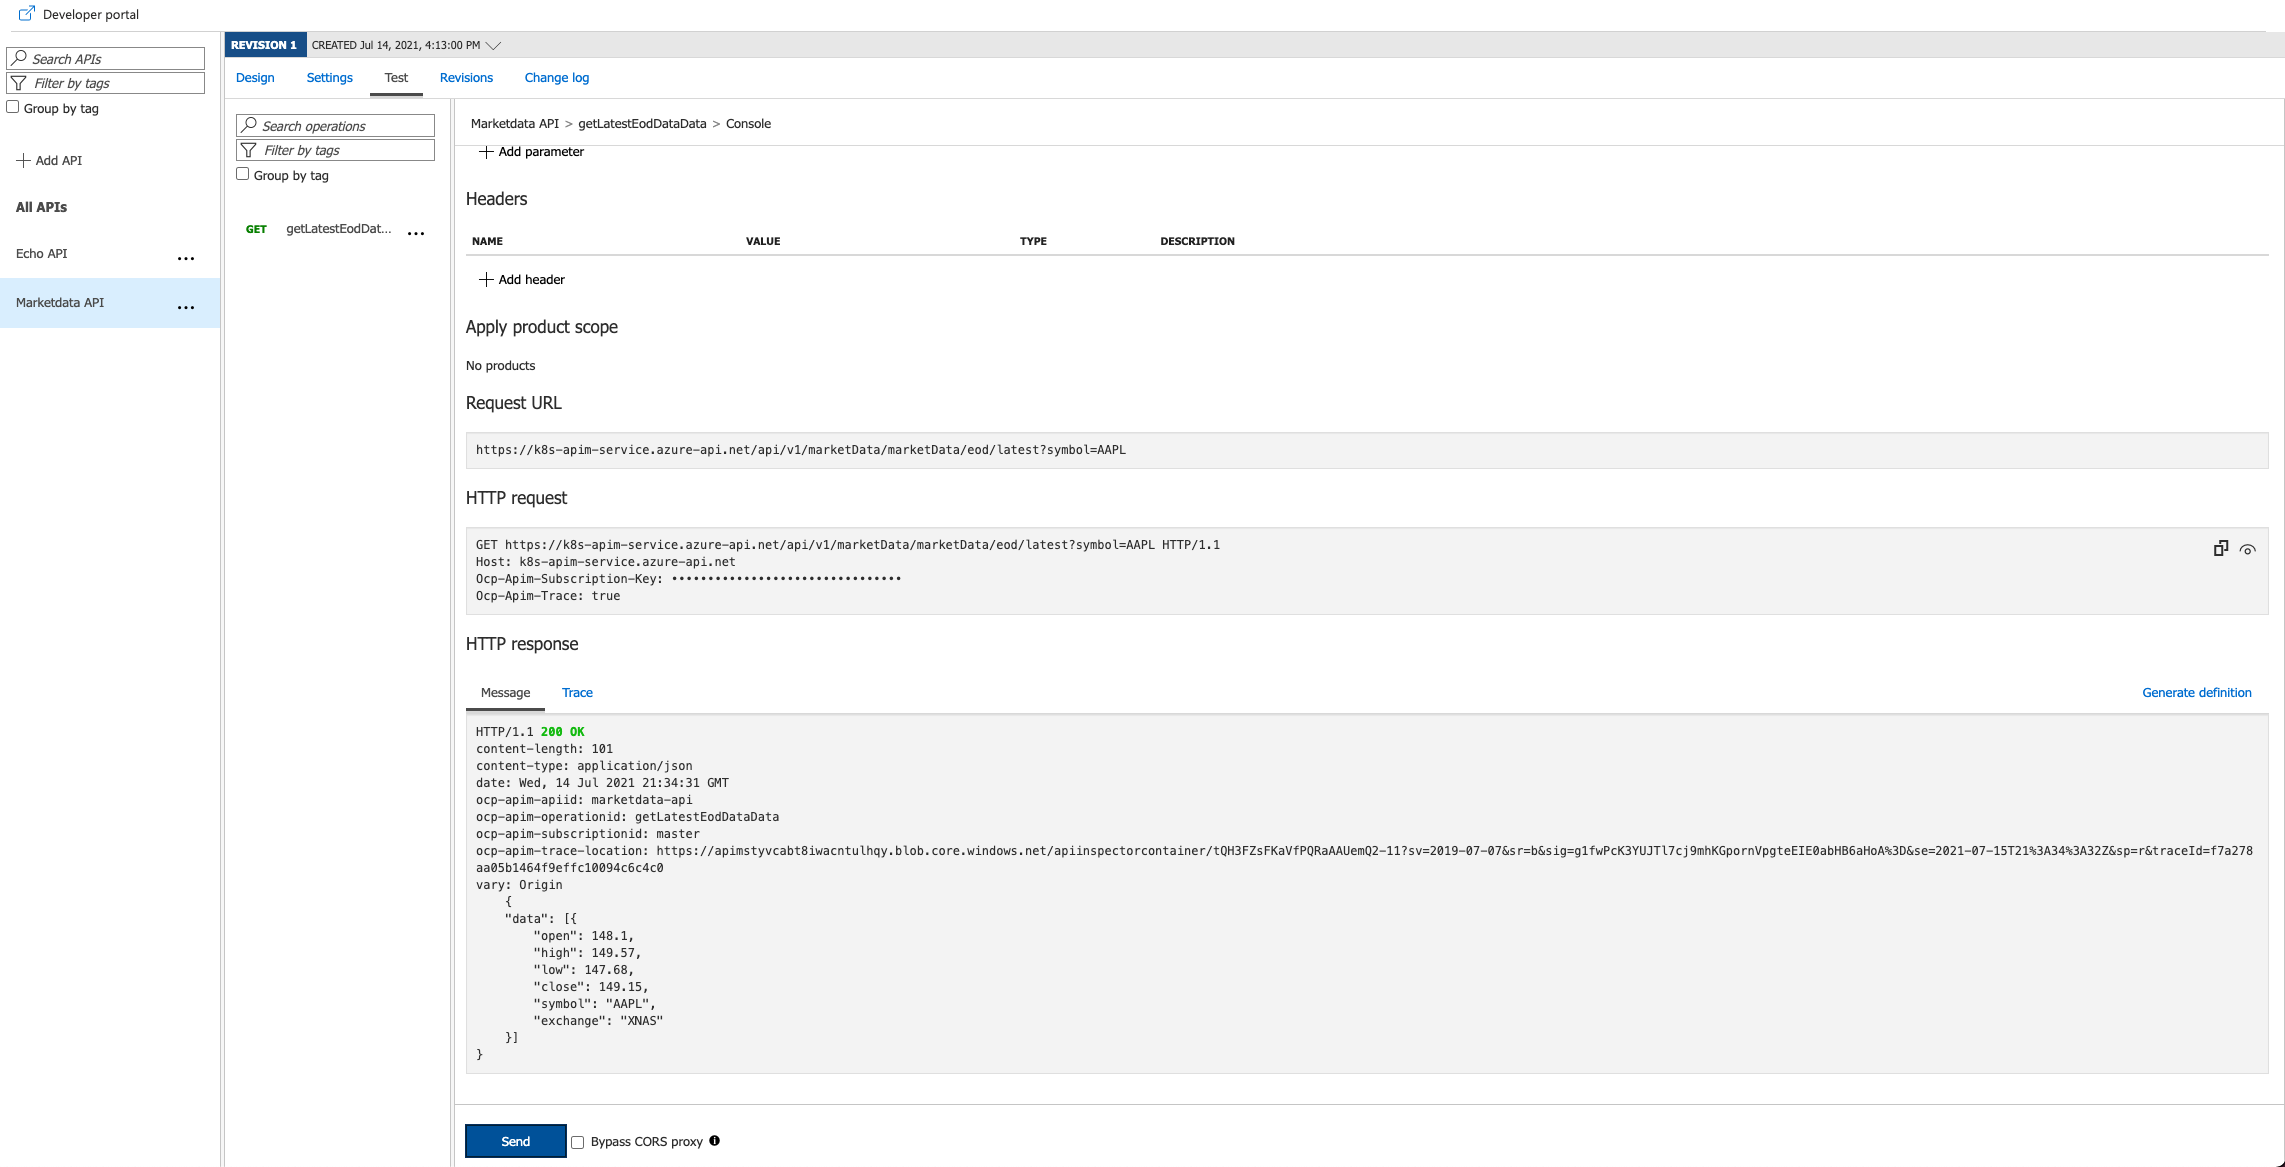 Developer portal
Search APIs
Filter by tags
Group by tag
Add API
All APIs
Echo API
...
Marketdata API
...
REVISION 1 CREATED Jul 14, 2021, 4:13:00 PM
Design Settings Test Revisions Change log
Search operations
Filter by tags
Group by tag
GET getLatestEodDat... ...
Marketdata API > getLatestEodDataData > Console
Add parameter
Headers
NAME VALUE TYPE DESCRIPTION
Add header
Apply product scope
No products
Request URL
https://k8s-apim-service.azure-api.net/api/v1/marketData/marketData/eod/latest?symbol=AAPL
HTTP request
GET https://k8s-apim-service.azure-api.net/api/v1/marketData/marketData/eod/latest?symbol=AAPL HTTP/1.1
Host: k8s-apim-service.azure-api.net
Ocp-Apim-Subscription-Key: ••••••••••••••••••••••••••••••••
Ocp-Apim-Trace: true
HTTP response
Message Trace Generate definition
HTTP/1.1 200 OK
content-length: 101
content-type: application/json
date: Wed, 14 Jul 2021 21:34:31 GMT
ocp-apim-apiid: marketdata-api
ocp-apim-operationid: getLatestEodDataData
ocp-apim-subscriptionid: master
ocp-apim-trace-location: https://apimstyvcabt8iwacntulhqy.blob.core.windows.net/apiinspectorcontainer/tQH3FZsFKaVfPQRaAAUemQ2-11?sv=2019-07-07&sr=b&sig=g1fwPcK3YUJTl7cj9mhKGpornVpgteEIE0abHB6aHoA%3D&se=2021-07-15T21%3A34%3A32Z&sp=r&traceId=f7a278
aa05b1464f9effc10094c6c4c0
vary: Origin
{
"data": [{
"open": 148.1,
"high": 149.57,
"low": 147.68,
"close": 149.15,
"symbol": "AAPL",
"exchange": "XNAS"
}]
}
Send Bypass CORS proxy